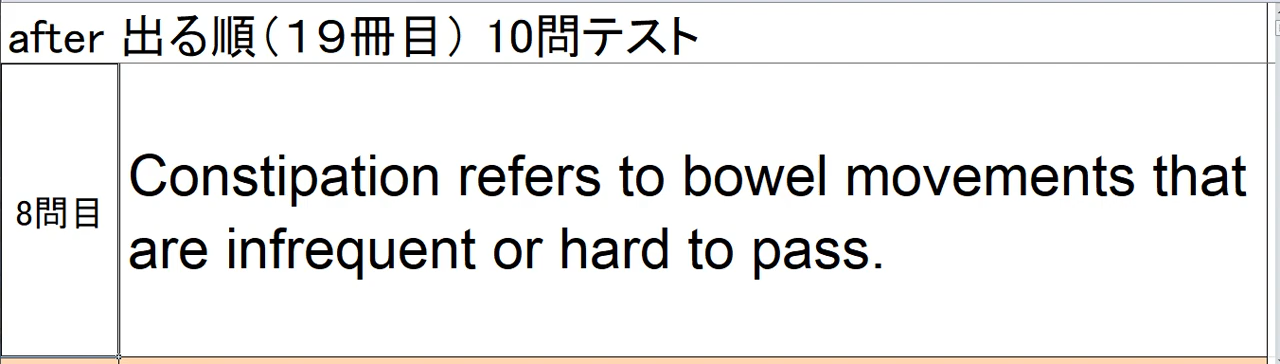 after 出る順（１９冊目） 10問テスト
8問目
Constipation refers to bowel movements that
are infrequent or hard to pass.